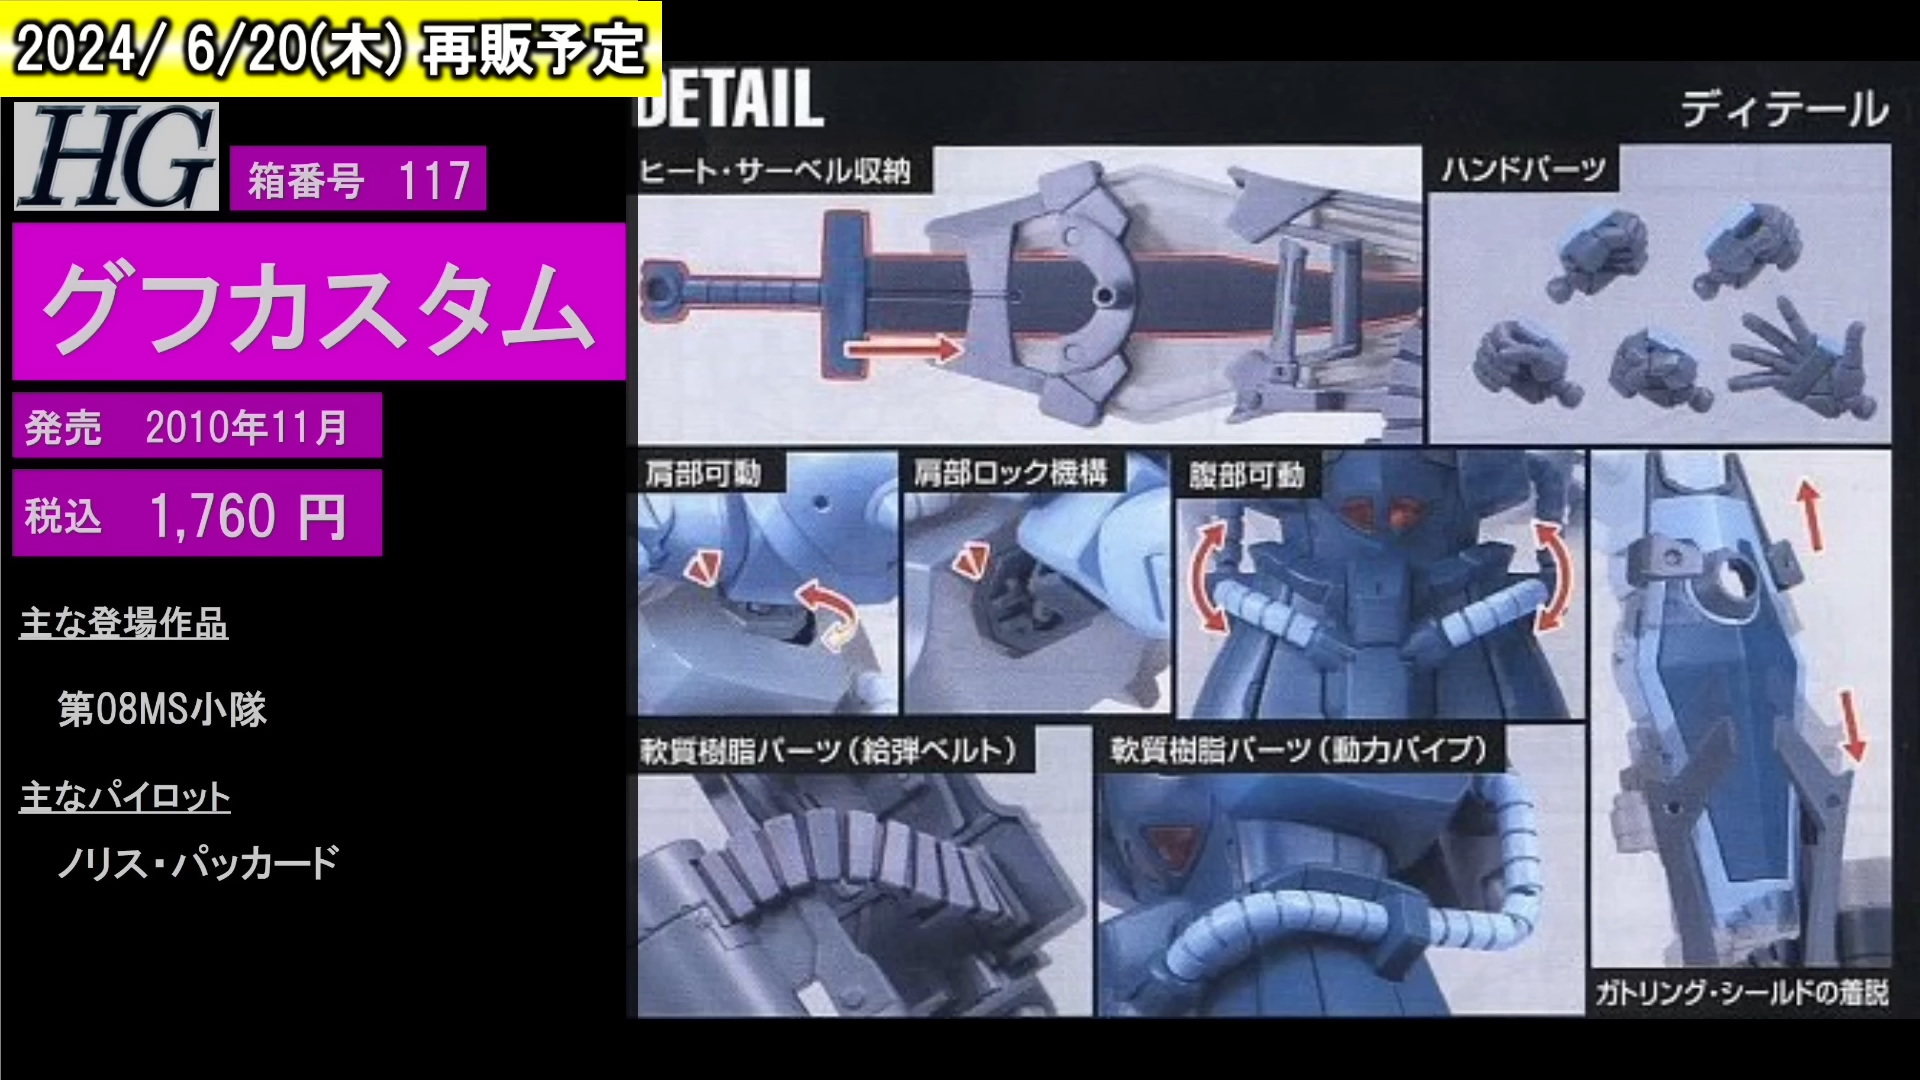 2024/ 6/20(木) 再販予定
HG
箱番号 117
グフカスタム
発売 2010年11月
税込 1,760 円
主な登場作品
第08MS小隊
主なパイロット
ノリス・パッカード
DETAIL
ディテール
ヒート・サーベル収納
ハンドパーツ
肩部可動
肩部ロック機構
腹部可動
軟質樹脂パーツ(給弾ベルト)
軟質樹脂パーツ(動力パイプ)
ガトリング・シールドの着脱